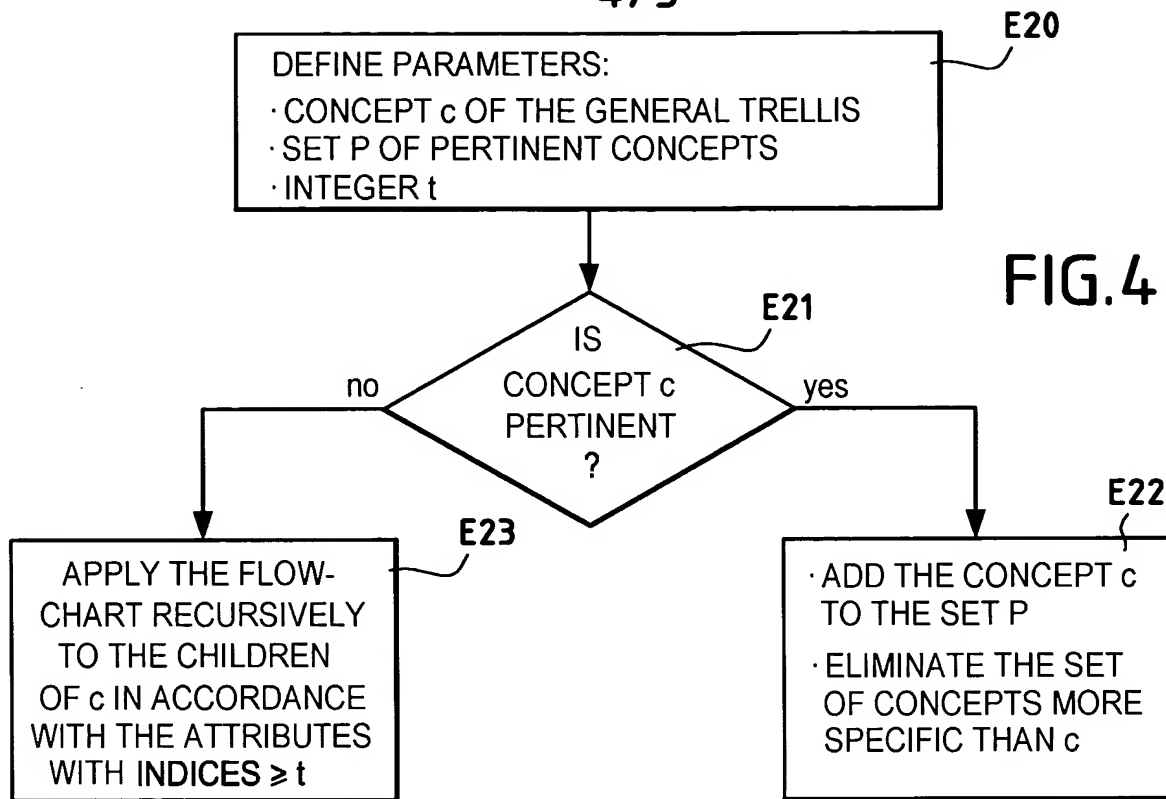 4/5
E20
DEFINE PARAMETERS:
· CONCEPT c OF THE GENERAL TRELLIS
· SET P OF PERTINENT CONCEPTS
· INTEGER t
FIG.4
E21
IS
CONCEPT c
PERTINENT
?
no
yes
E23
APPLY THE FLOW-
CHART RECURSIVELY
TO THE CHILDREN
OF c IN ACCORDANCE
WITH THE ATTRIBUTES
WITH INDICES ⩾ t
E22
· ADD THE CONCEPT c
TO THE SET P
· ELIMINATE THE SET
OF CONCEPTS MORE
SPECIFIC THAN c